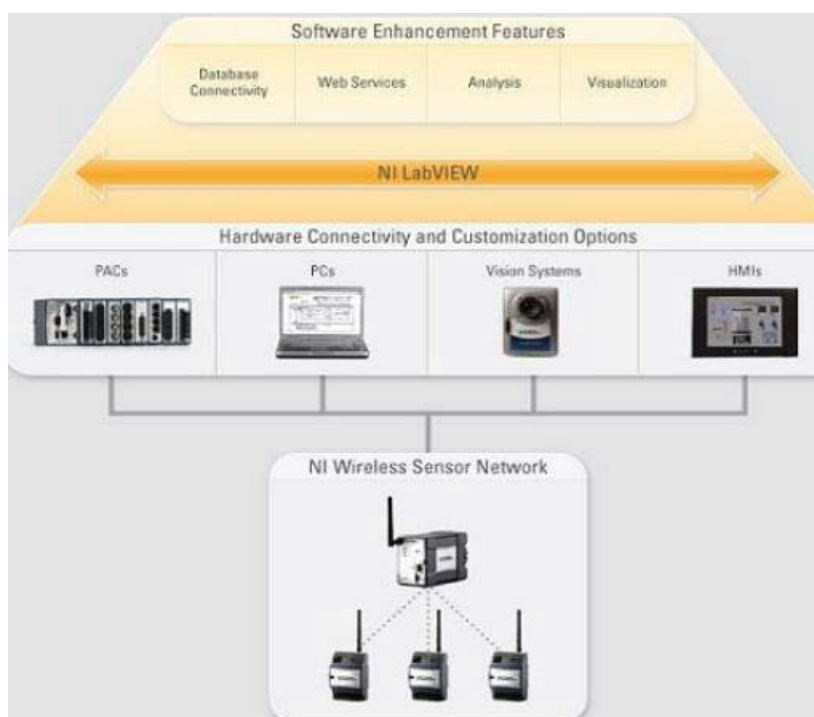 Software Enhancement Features
Database
Connectivity
Web Services
Analysis
Visualization
NI LabVIEW
Hardware Connectivity and Customization Options
PACs
PCs
Vision Systems
HMIs
NI Wireless Sensor Network